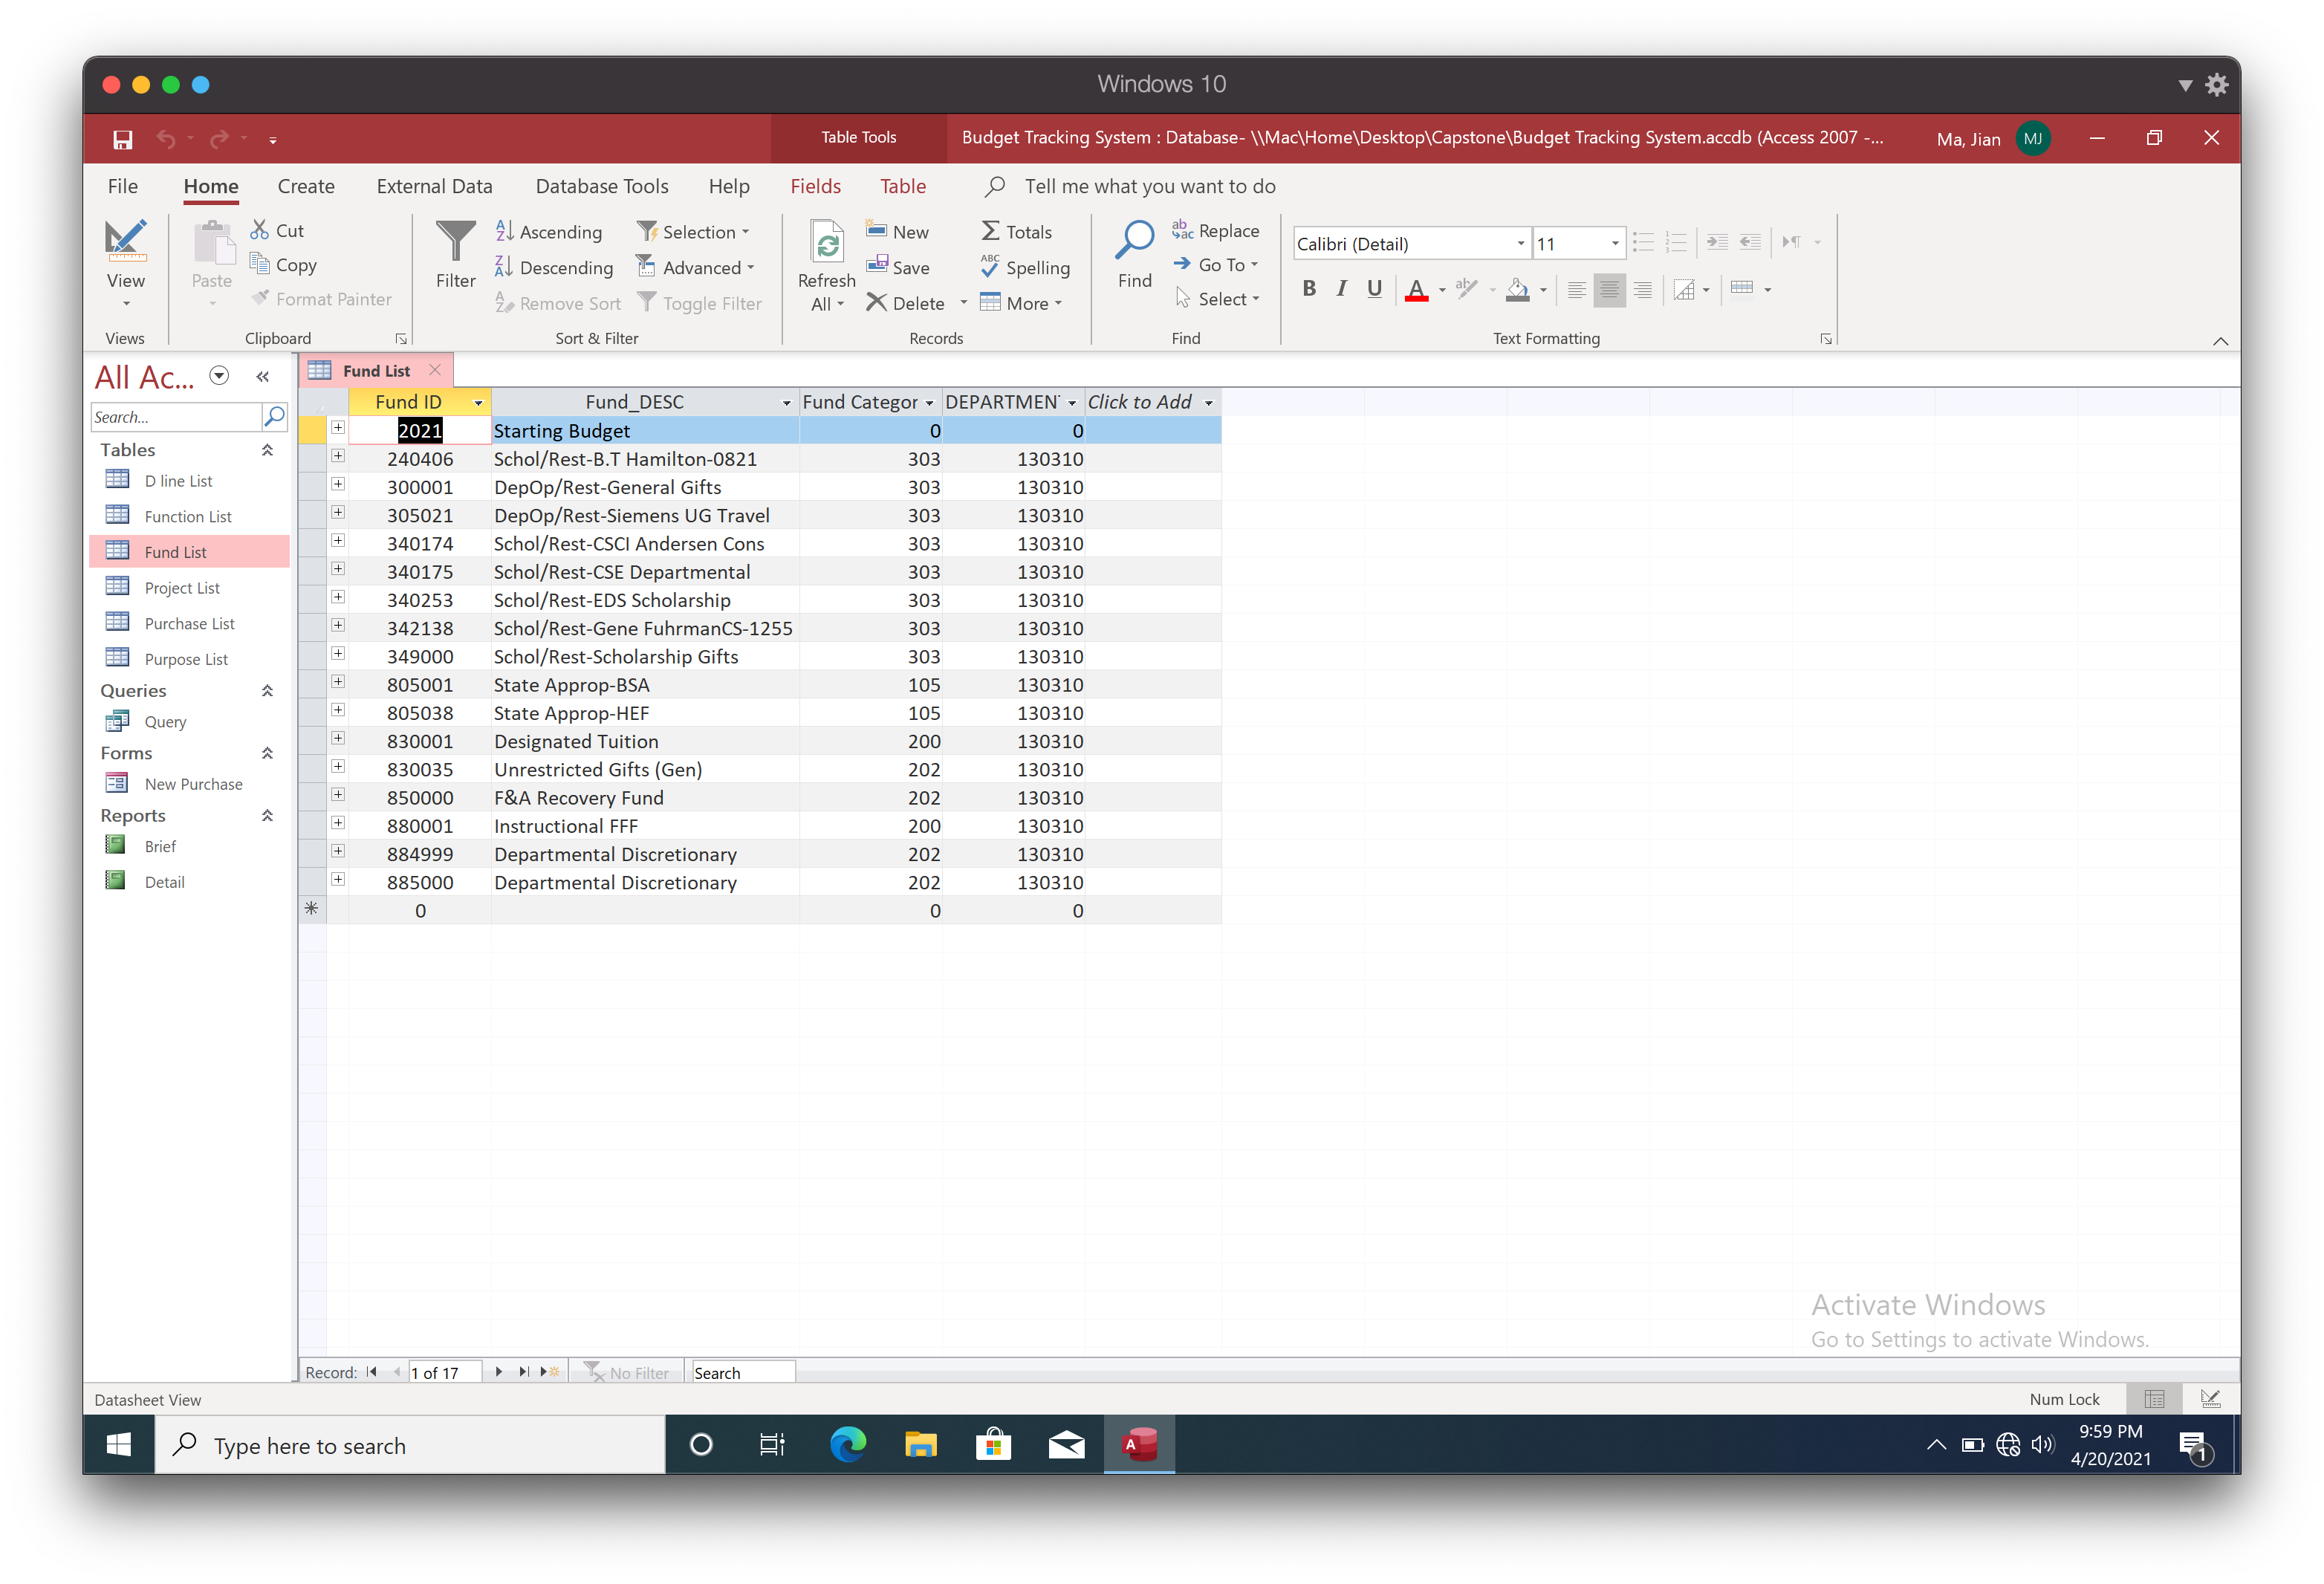 Windows 10
Table Tools
Budget Tracking System : Database- \\Mac\Home\Desktop\Capstone\Budget Tracking System.accdb (Access 2007 -...
Ma, Jian
MJ
File Home Create External Data Database Tools Help Fields Table Tell me what you want to do
View
Views
Paste
Cut
Copy
Format Painter
Clipboard
Filter
Ascending
Descending
Remove Sort
Selection
Advanced
Toggle Filter
Sort & Filter
Refresh
All
New
Save
Delete
Totals
Spelling
More
Records
Find
Replace
Go To
Select
Find
Calibri (Detail)
11
B I U
Text Formatting
All Ac...
Search...
Tables
D line List
Function List
Fund List
Project List
Purchase List
Purpose List
Queries
Query
Forms
New Purchase
Reports
Brief
Detail
Fund List
Fund ID Fund_DESC Fund Categor DEPARTMEN Click to Add
2021 Starting Budget 0 0
240406 Schol/Rest-B.T Hamilton-0821 303 130310
300001 DepOp/Rest-General Gifts 303 130310
305021 DepOp/Rest-Siemens UG Travel 303 130310
340174 Schol/Rest-CSCI Andersen Cons 303 130310
340175 Schol/Rest-CSE Departmental 303 130310
340253 Schol/Rest-EDS Scholarship 303 130310
342138 Schol/Rest-Gene FuhrmanCS-1255 303 130310
349000 Schol/Rest-Scholarship Gifts 303 130310
805001 State Approp-BSA 105 130310
805038 State Approp-HEF 105 130310
830001 Designated Tuition 200 130310
830035 Unrestricted Gifts (Gen) 202 130310
850000 F&A Recovery Fund 202 130310
880001 Instructional FFF 200 130310
884999 Departmental Discretionary 202 130310
885000 Departmental Discretionary 202 130310
0 0 0
Activate Windows
Go to Settings to activate Windows.
Record: 1 of 17 No Filter Search
Datasheet View
Num Lock
Type here to search
9:59 PM
4/20/2021
1